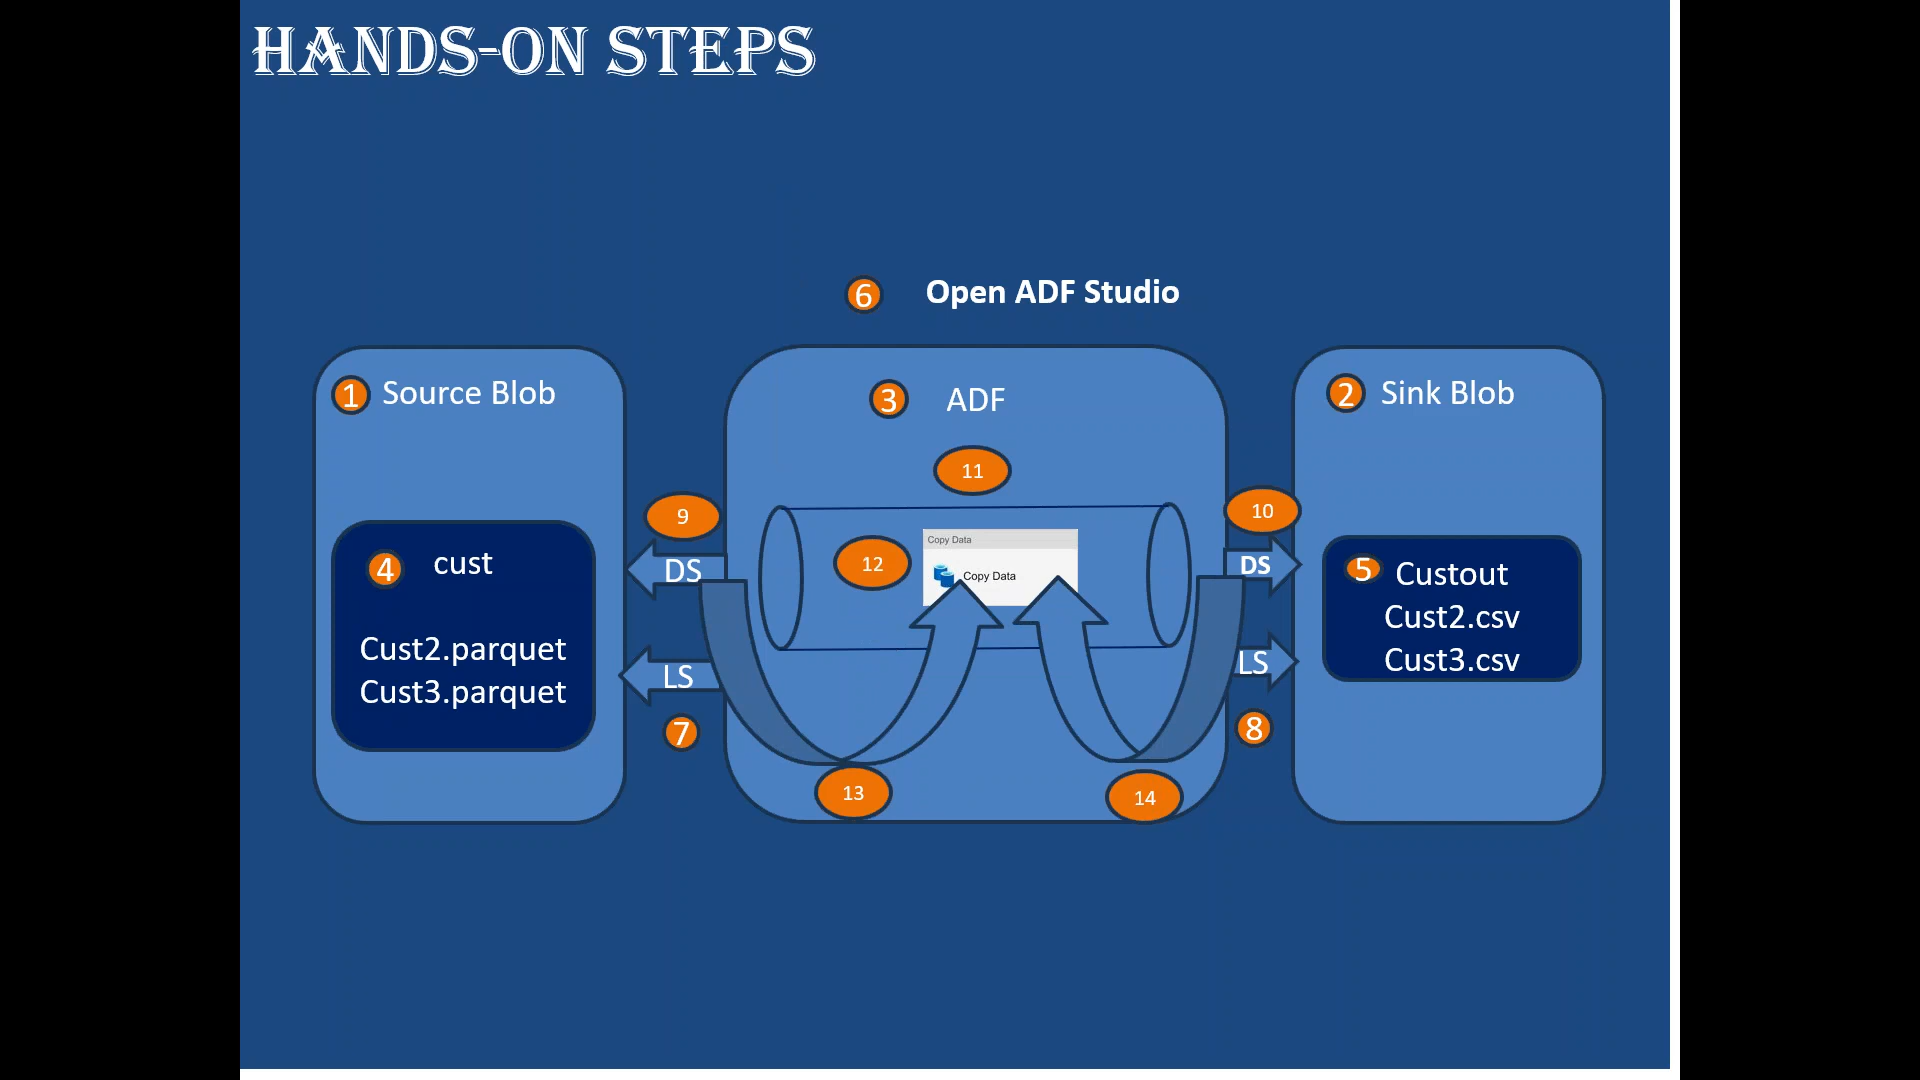 HANDS-ON STEPS
6 Open ADF Studio
1 Source Blob
3 ADF
2 Sink Blob
11
9
10
4 cust
Cust2.parquet
Cust3.parquet
DS
12
Copy Data
Copy Data
DS
5 Custout
Cust2.csv
Cust3.csv
LS
LS
7
8
13
14